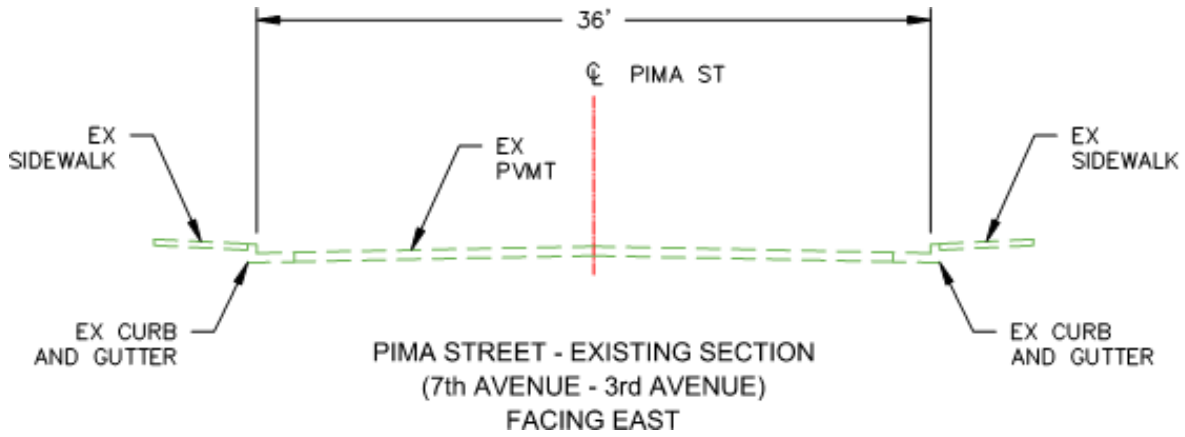 36'
℄ PIMA ST
EX
SIDEWALK
EX
PVMT
EX
SIDEWALK
EX CURB
AND GUTTER
EX CURB
AND GUTTER
PIMA STREET - EXISTING SECTION
(7th AVENUE - 3rd AVENUE)
FACING EAST